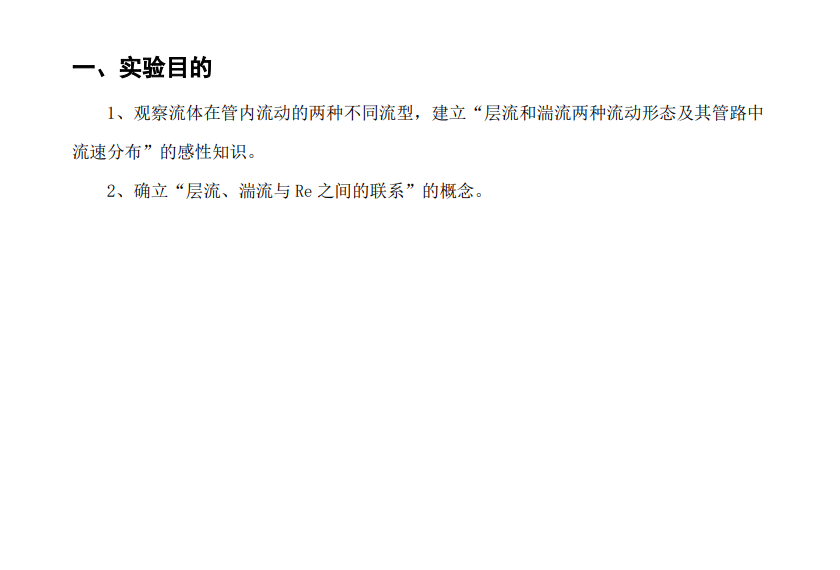 一、实验目的
1、观察流体在管内流动的两种不同流型，建立“层流和湍流两种流动形态及其管路中
流速分布”的感性知识。
2、确立“层流、湍流与 Re 之间的联系”的概念。